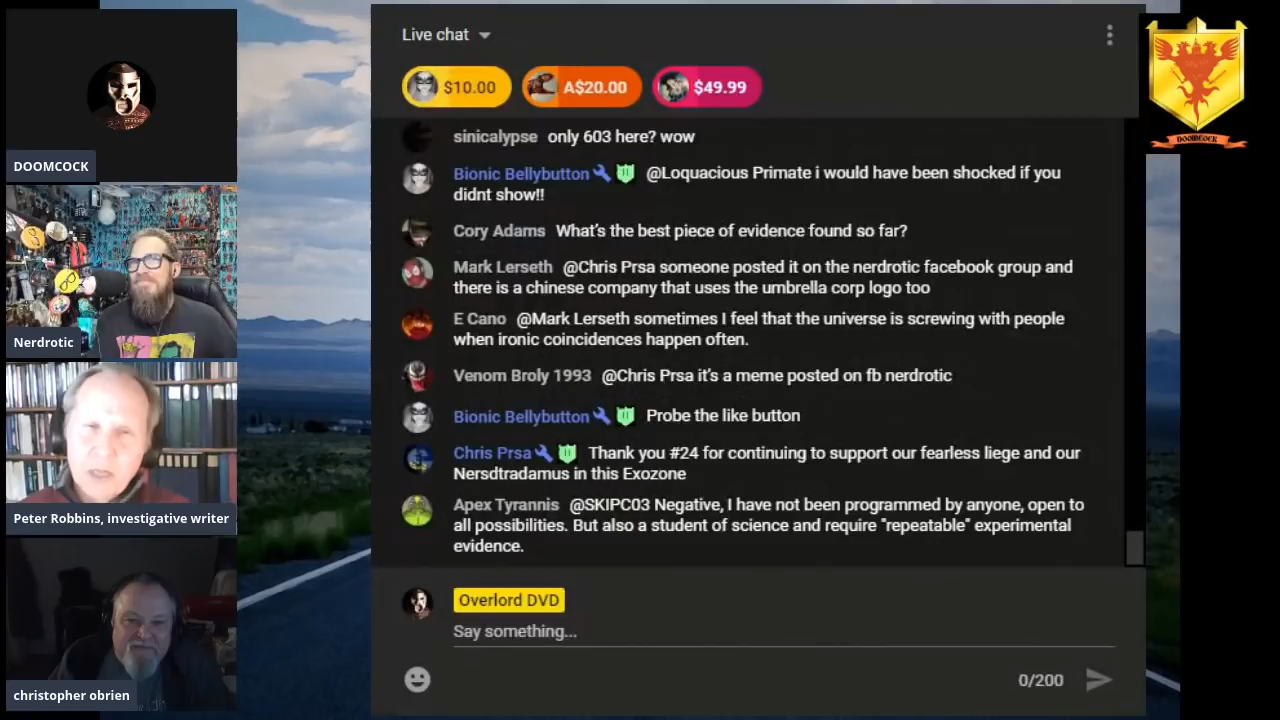 DOOMCOCK
Nerdrotic
Peter Robbins, investigative writer
christopher obrien
Live chat
$10.00 A$20.00 $49.99
sinicalypse only 603 here? wow
Bionic Bellybutton @Loquacious Primate i would have been shocked if you
didnt show!!
Cory Adams What's the best piece of evidence found so far?
Mark Lerseth @Chris Prsa someone posted it on the nerdrotic facebook group and
there is a chinese company that uses the umbrella corp logo too
E Cano @Mark Lerseth sometimes I feel that the universe is screwing with people
when ironic coincidences happen often.
Venom Broly 1993 @Chris Prsa it's a meme posted on fb nerdrotic
Bionic Bellybutton Probe the like button
Chris Prsa Thank you #24 for continuing to support our fearless liege and our
Nersdtradamus in this Exozone
Apex Tyrannis @SKIPC03 Negative, I have not been programmed by anyone, open to
all possibilities. But also a student of science and require "repeatable" experimental
evidence.
Overlord DVD
Say something...
0/200
DOOMCOCK